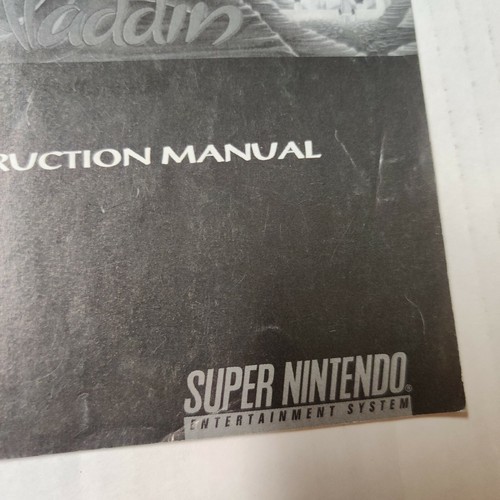 laddin
RUCTION MANUAL
SUPER NINTENDO®
ENTERTAINMENT SYSTEM